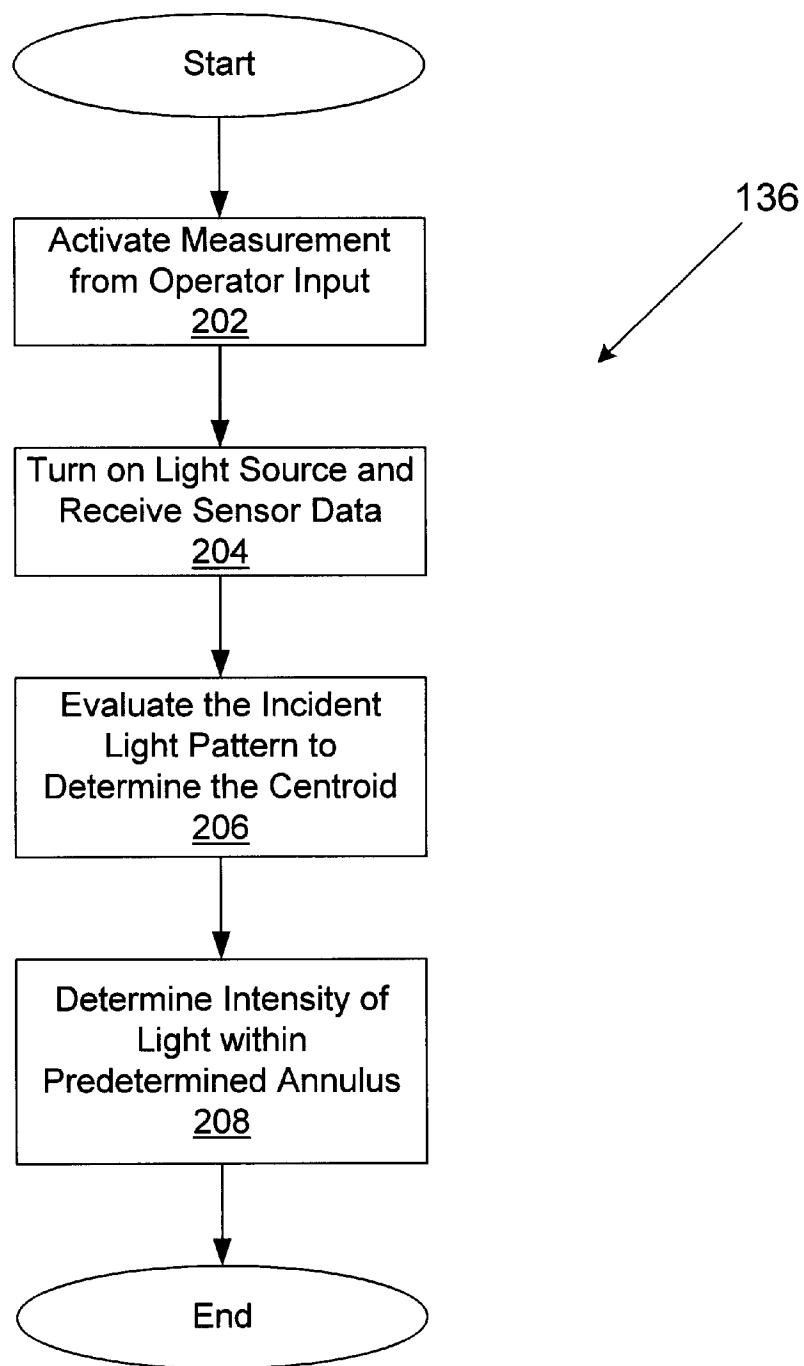 Start
136
Activate Measurement
from Operator Input
202
Turn on Light Source and
Receive Sensor Data
204
Evaluate the Incident
Light Pattern to
Determine the Centroid
206
Determine Intensity of
Light within
Predetermined Annulus
208
End